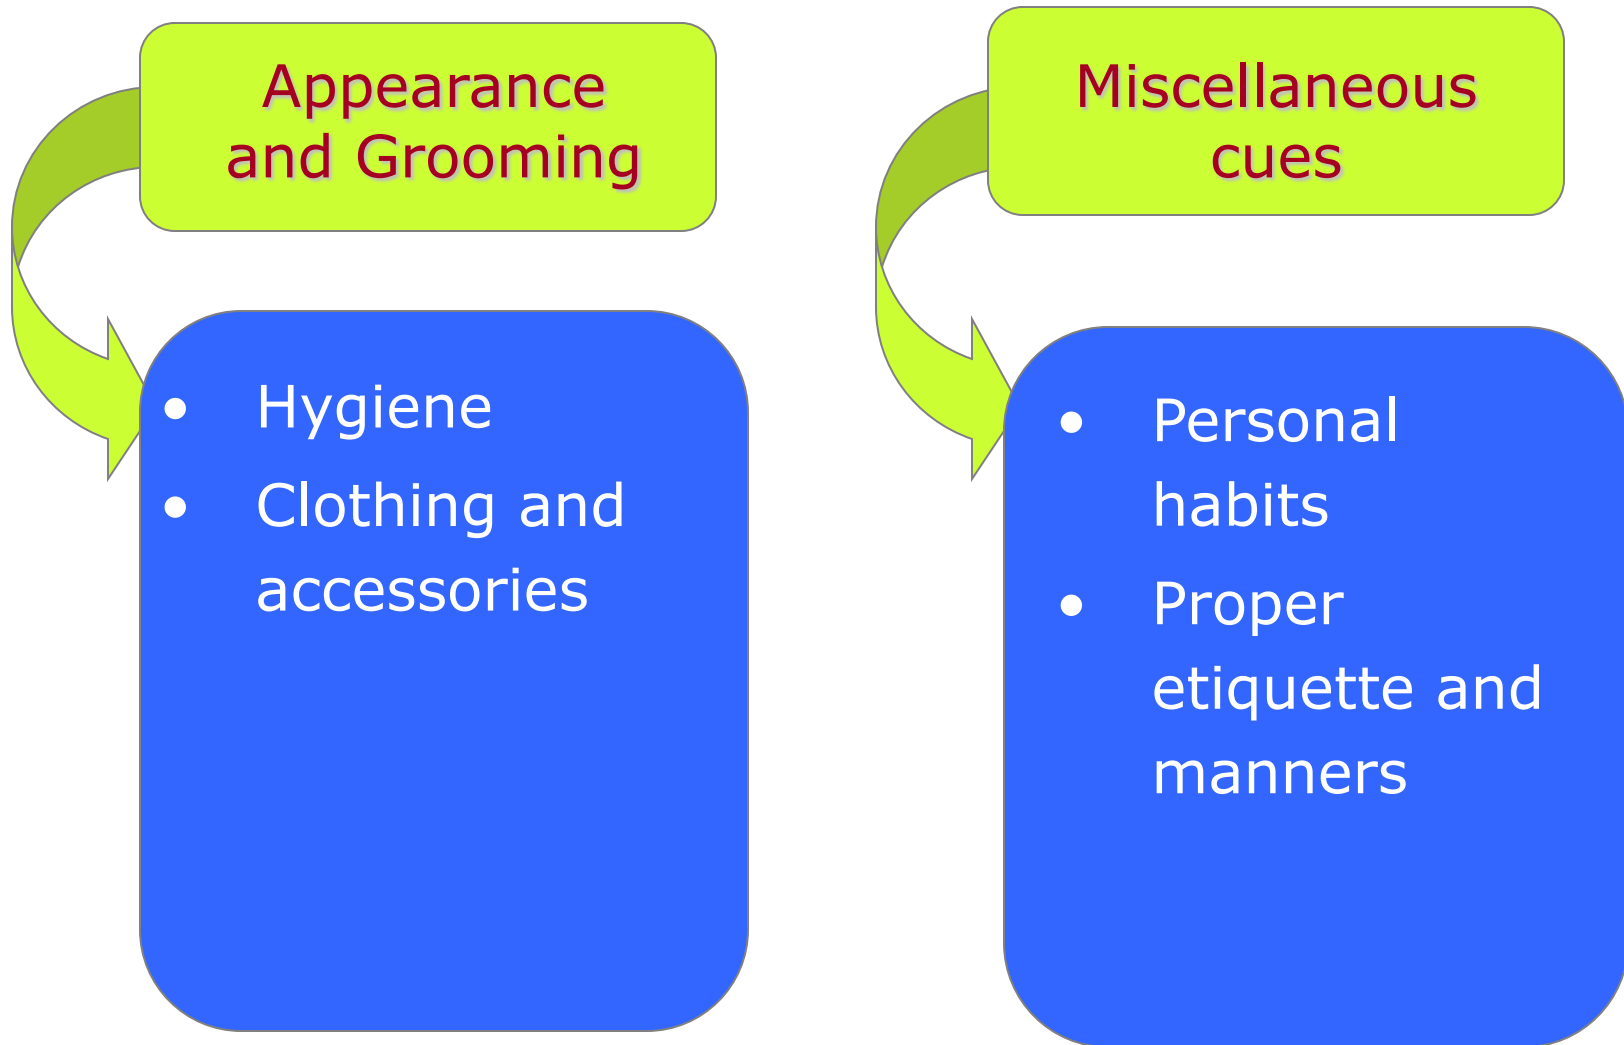 Appearance
and Grooming
• Hygiene
• Clothing and
accessories
Miscellaneous
cues
• Personal
habits
• Proper
etiquette and
manners